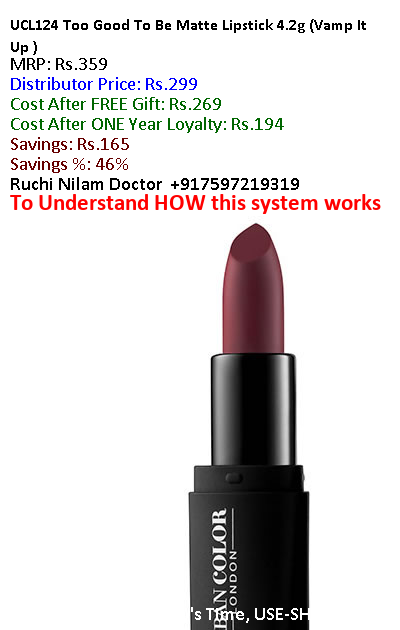 UCL124 Too Good To Be Matte Lipstick 4.2g (Vamp It
Up )
MRP: Rs.359
Distributor Price: Rs.299
Cost After FREE Gift: Rs.269
Cost After ONE Year Loyalty: Rs.194
Savings: Rs.165
Savings %: 46%
Ruchi Nilam Doctor +917597219319
To Understand HOW this system works
BAN COLOR
LONDON
's Time, USE-SH